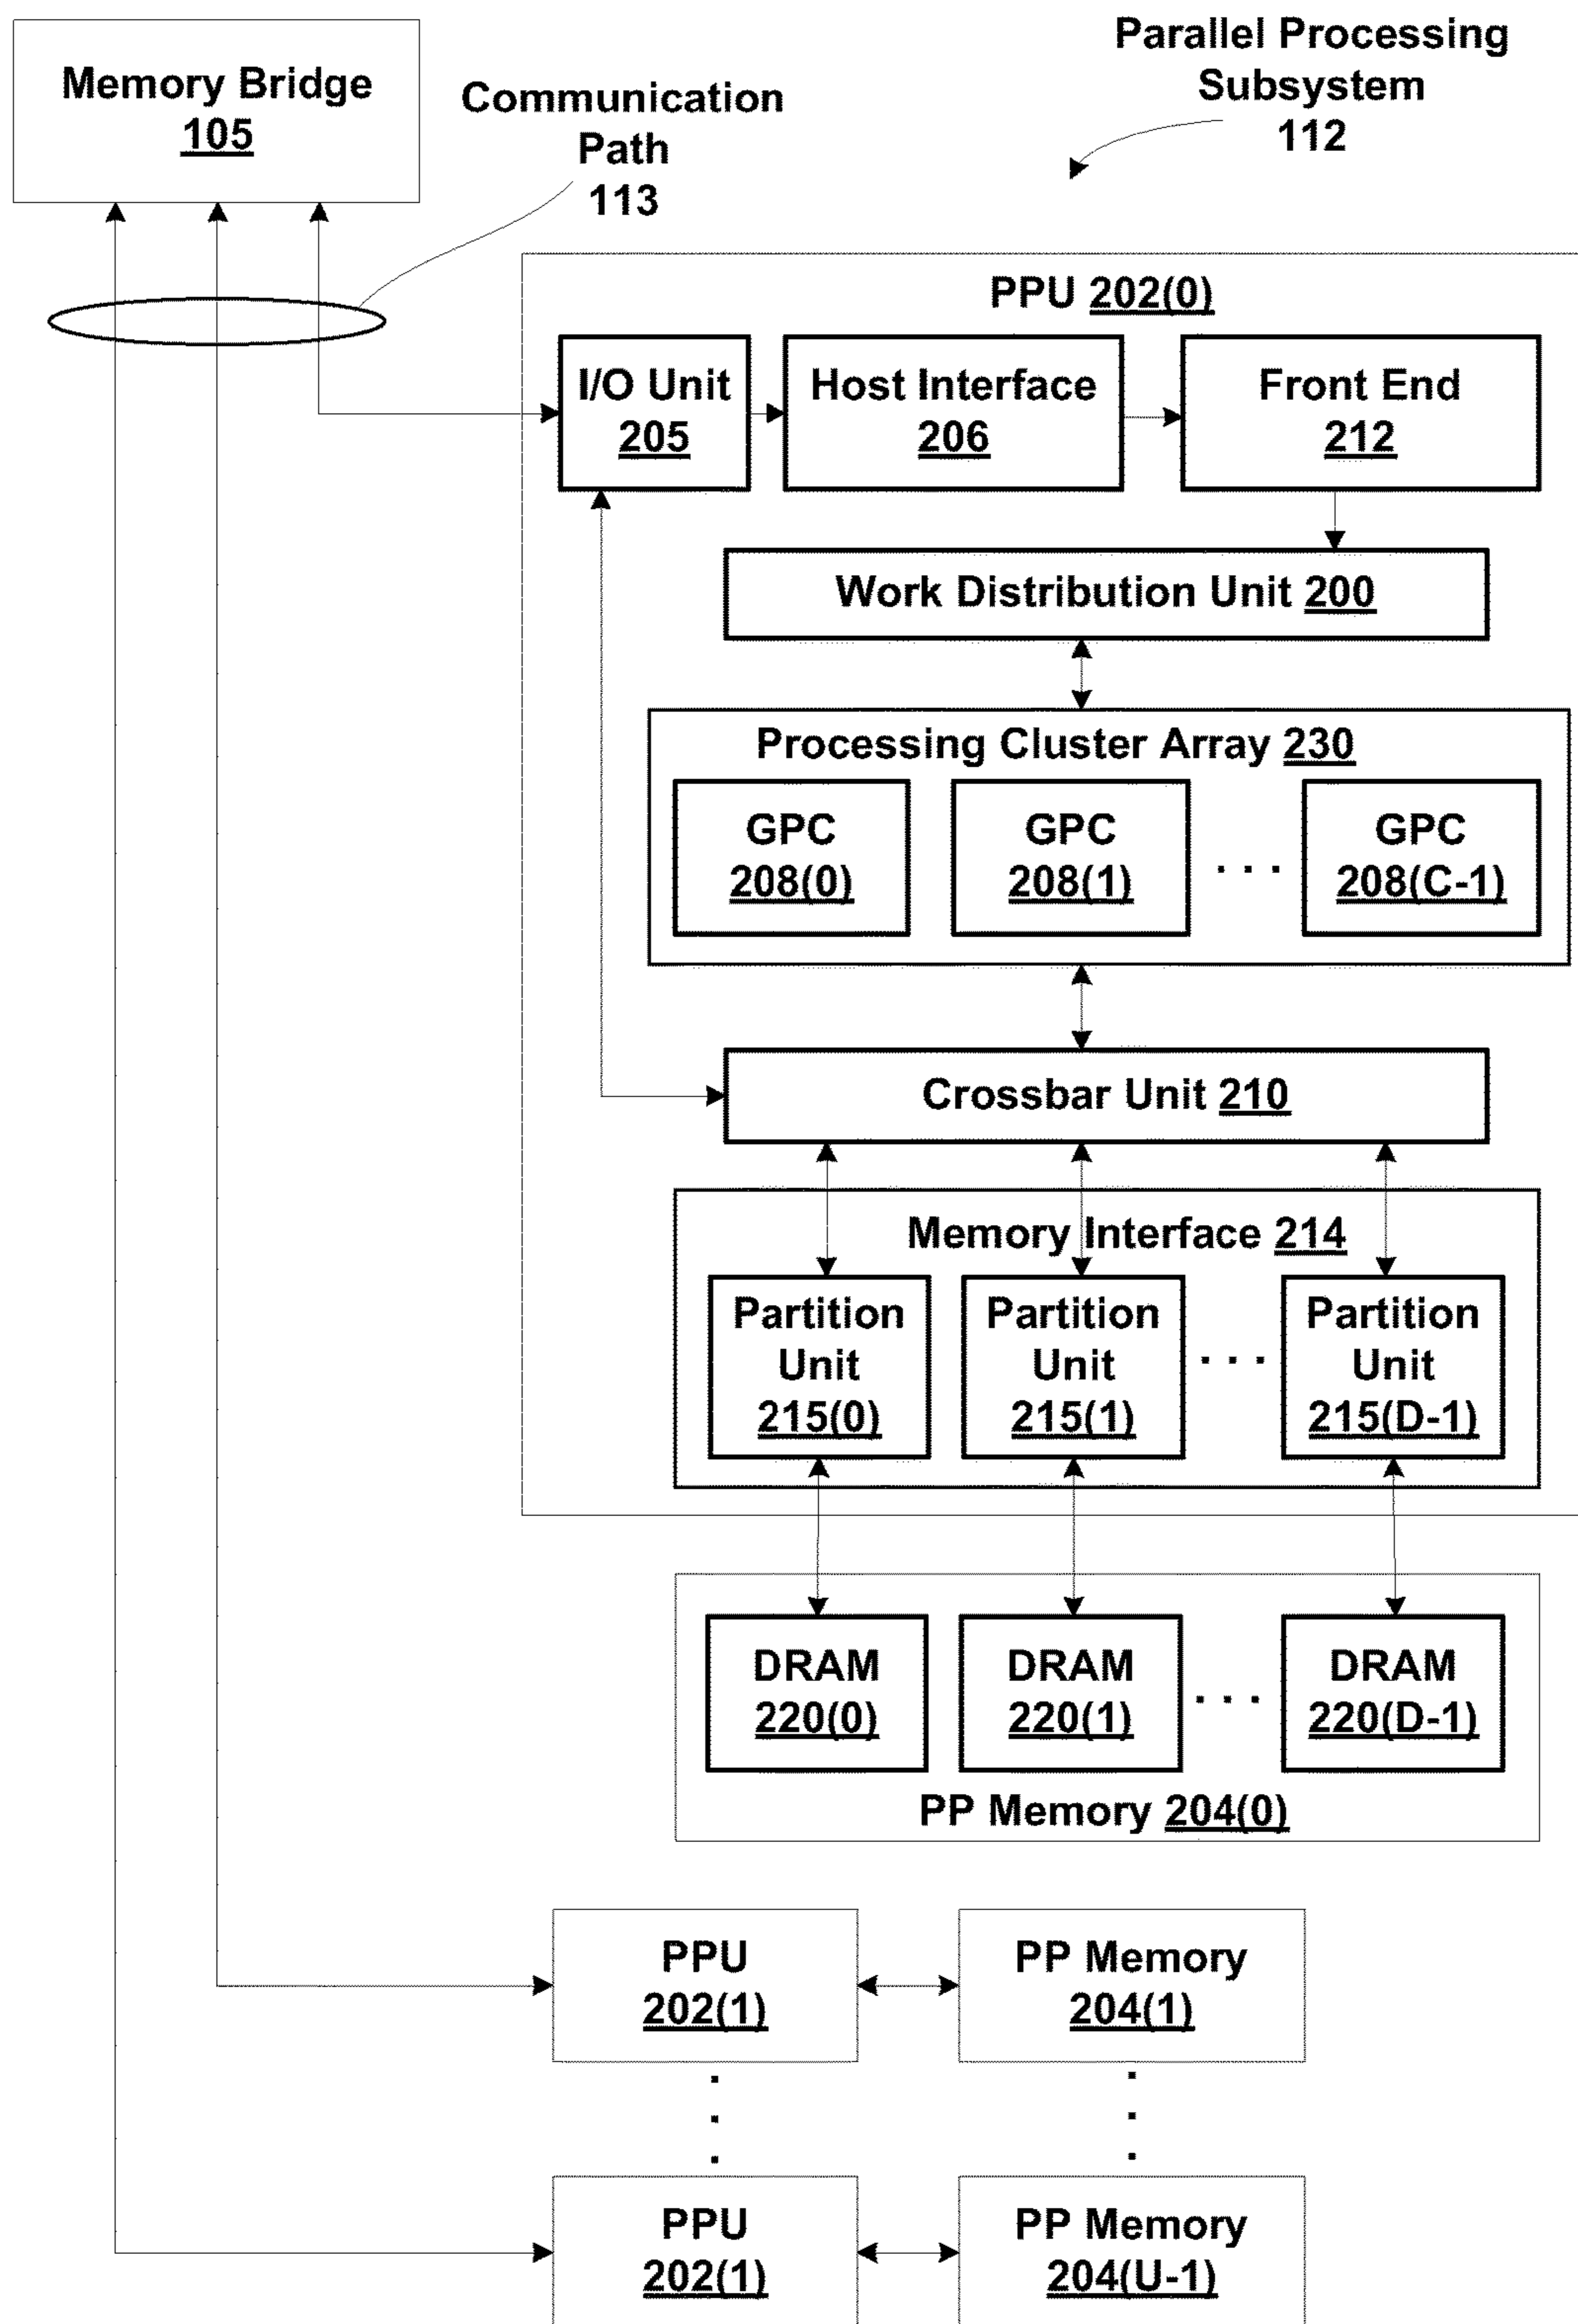 Memory Bridge
105
Communication
Path
113
Parallel Processing
Subsystem
112
PPU 202(0)
I/O Unit
205
Host Interface
206
Front End
212
Work Distribution Unit 200
Processing Cluster Array 230
GPC
208(0)
GPC
208(1)
. . .
GPC
208(C-1)
Crossbar Unit 210
Memory Interface 214
Partition
Unit
215(0)
Partition
Unit
215(1)
. . .
Partition
Unit
215(D-1)
DRAM
220(0)
DRAM
220(1)
. . .
DRAM
220(D-1)
PP Memory 204(0)
PPU
202(1)
PP Memory
204(1)
PPU
202(1)
PP Memory
204(U-1)